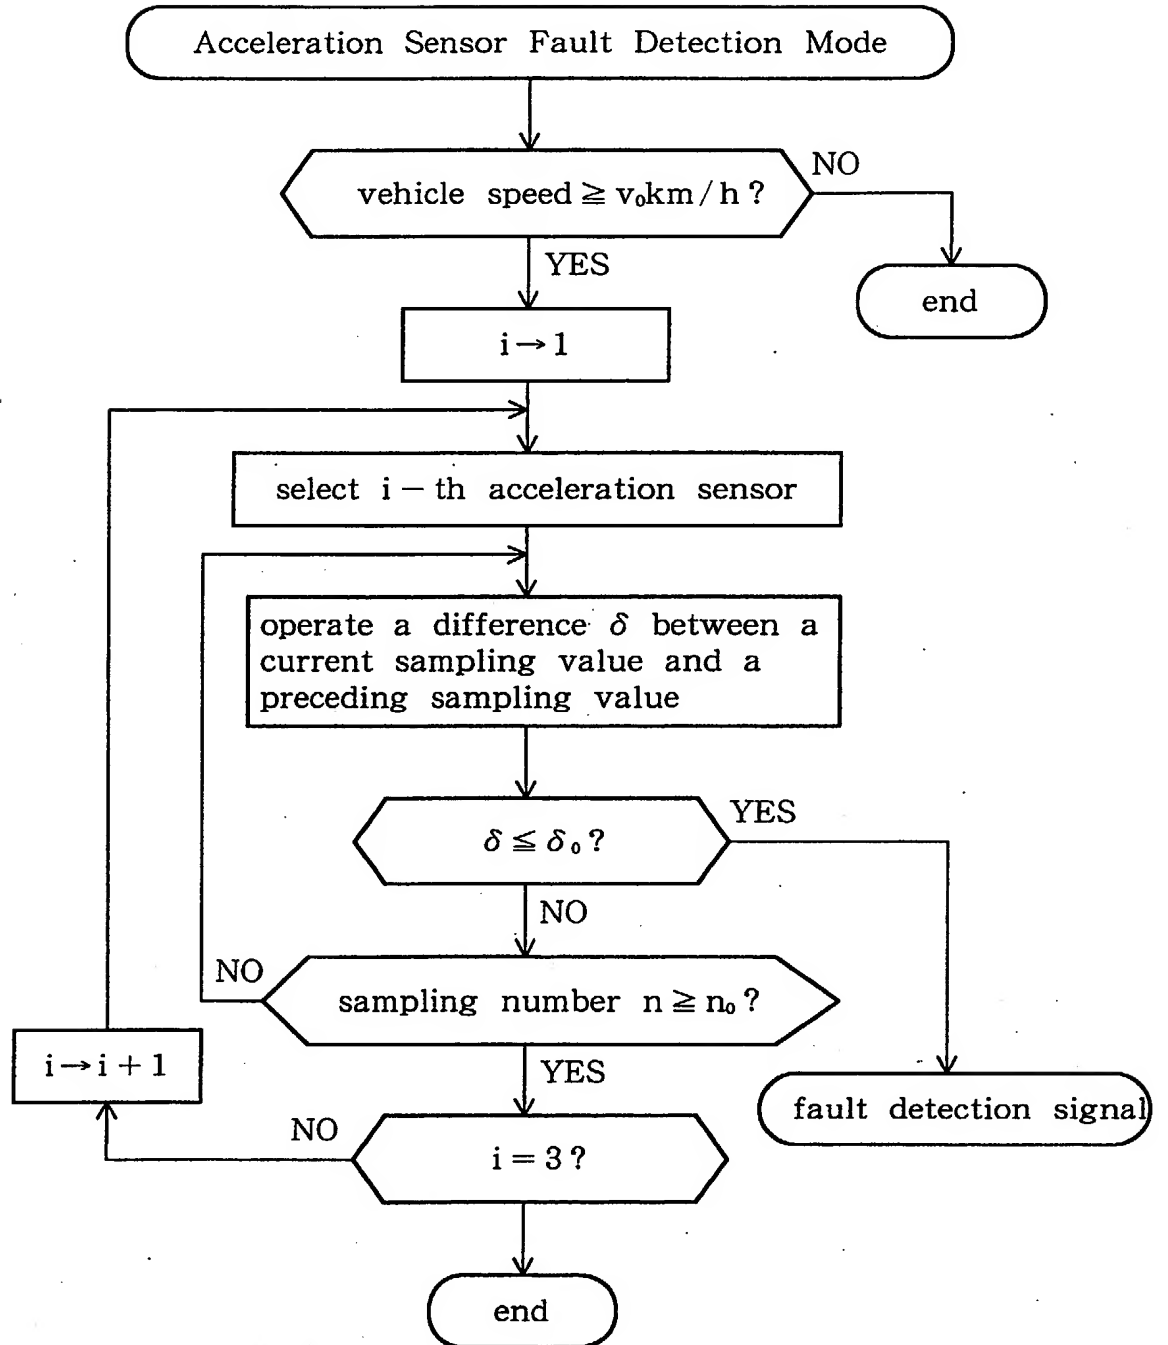 Acceleration Sensor Fault Detection Mode
vehicle speed ≧ v₀km/h?
NO
YES
end
i→1
select i-th acceleration sensor
operate a difference δ between a
current sampling value and a
preceding sampling value
δ ≦ δ₀?
YES
NO
sampling number n ≧ n₀?
NO
YES
i→i+1
fault detection signal
i=3?
NO
end